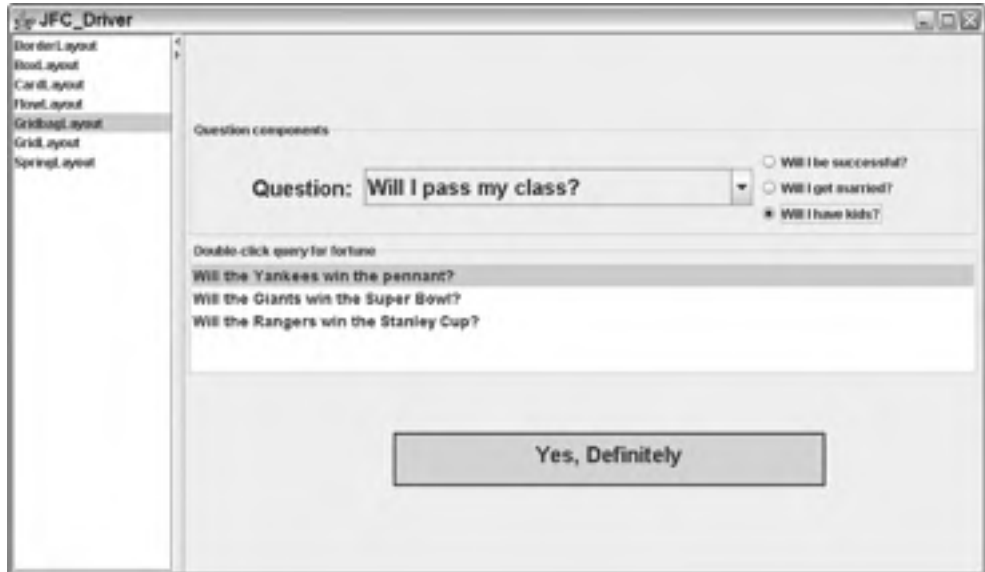 JFC_Driver
BorderLayout
BoxLayout
CardLayout
FlowLayout
GridbagLayout
GridLayout
SpringLayout
Question components
Question: Will I pass my class?
Will I be successful?
Will I get married?
Will I have kids?
Double-click query for fortune
Will the Yankees win the pennant?
Will the Giants win the Super Bowl?
Will the Rangers win the Stanley Cup?
Yes, Definitely